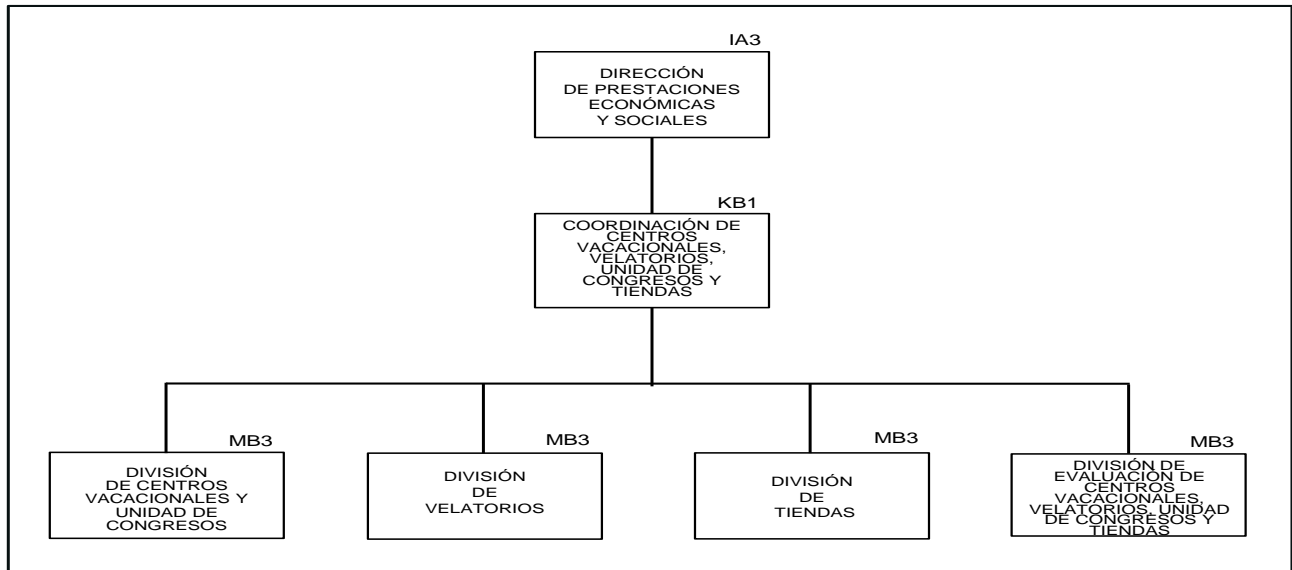 IA3
DIRECCIÓN
DE PRESTACIONES
ECONÓMICAS
Y SOCIALES
KB1
COORDINACIÓN DE
CENTROS
VACACIONALES,
VELATORIOS,
UNIDAD DE
CONGRESOS Y
TIENDAS
MB3
DIVISIÓN
DE CENTROS
VACACIONALES Y
UNIDAD DE
CONGRESOS
MB3
DIVISIÓN
DE
VELATORIOS
MB3
DIVISIÓN
DE
TIENDAS
MB3
DIVISIÓN DE
EVALUACIÓN DE
CENTROS
VACACIONALES,
VELATORIOS, UNIDAD
DE CONGRESOS Y
TIENDAS